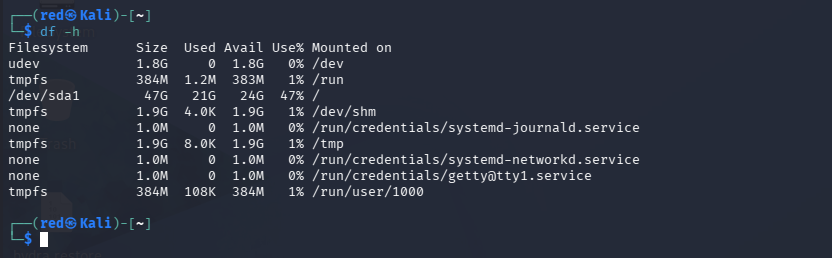 ┌──(red㉿Kali)-[~]
└─$ df -h
Filesystem      Size  Used Avail Use% Mounted on
udev            1.8G     0  1.8G   0% /dev
tmpfs           384M  1.2M  383M   1% /run
/dev/sda1        47G   21G   24G  47% /
tmpfs           1.9G  4.0K  1.9G   1% /dev/shm
none            1.0M     0  1.0M   0% /run/credentials/systemd-journald.service
tmpfs           1.9G  8.0K  1.9G   1% /tmp
none            1.0M     0  1.0M   0% /run/credentials/systemd-networkd.service
none            1.0M     0  1.0M   0% /run/credentials/getty@tty1.service
tmpfs           384M  108K  384M   1% /run/user/1000
┌──(red㉿Kali)-[~]
└─$